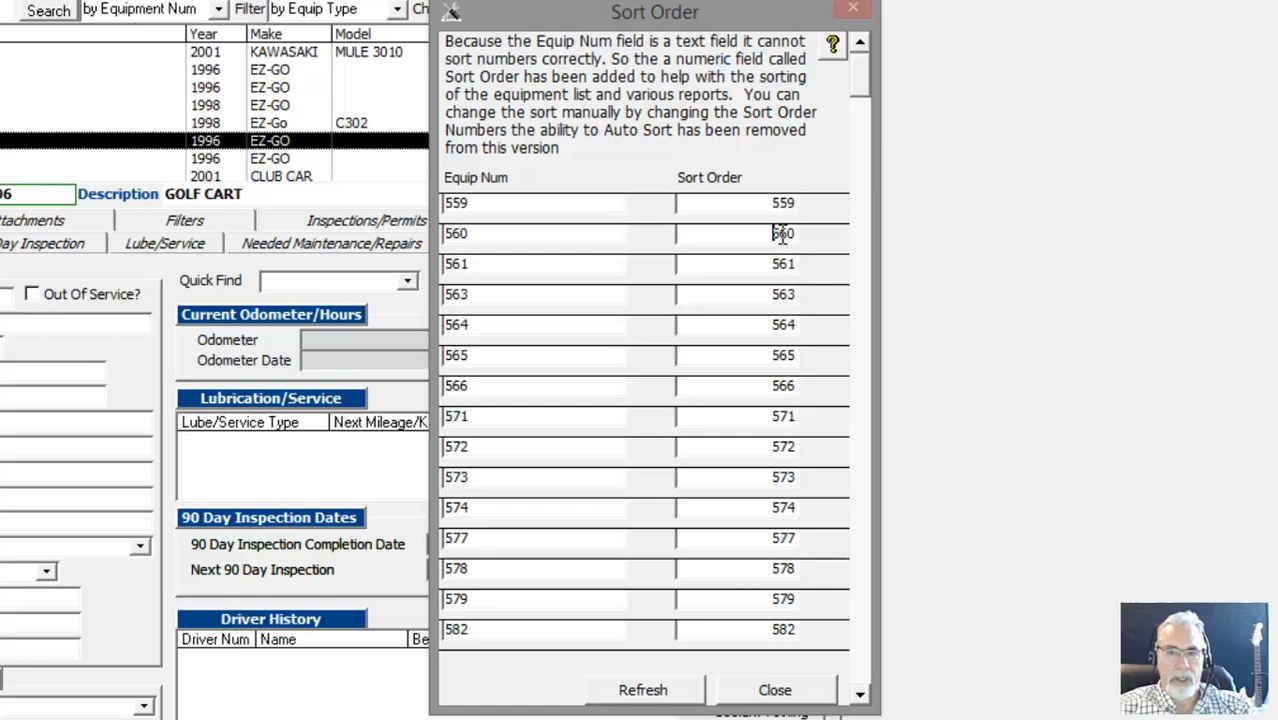 Search by Equipment Num Filter by Equip Type Ch
Year Make Model
2001 KAWASAKI MULE 3010
1996 EZ-GO
1996 EZ-GO
1998 EZ-GO
1998 EZ-Go C302
1996 EZ-GO
1996 EZ-GO
2001 CLUB CAR
06 Description GOLF CART
ttachments Filters Inspections/Permits
Day Inspection Lube/Service Needed Maintenance/Repairs
Quick Find
Out Of Service?
Current Odometer/Hours
Odometer
Odometer Date
Lubrication/Service
Lube/Service Type Next Mileage/K
90 Day Inspection Dates
90 Day Inspection Completion Date
Next 90 Day Inspection
Driver History
Driver Num Name Be
Sort Order
Because the Equip Num field is a text field it cannot
sort numbers correctly. So the a numeric field called
Sort Order has been added to help with the sorting
of the equipment list and various reports. You can
change the sort manually by changing the Sort Order
Numbers the ability to Auto Sort has been removed
from this version
?
Equip Num Sort Order
559 559
560 560
561 561
563 563
564 564
565 565
566 566
571 571
572 572
573 573
574 574
577 577
578 578
579 579
582 582
Refresh Close